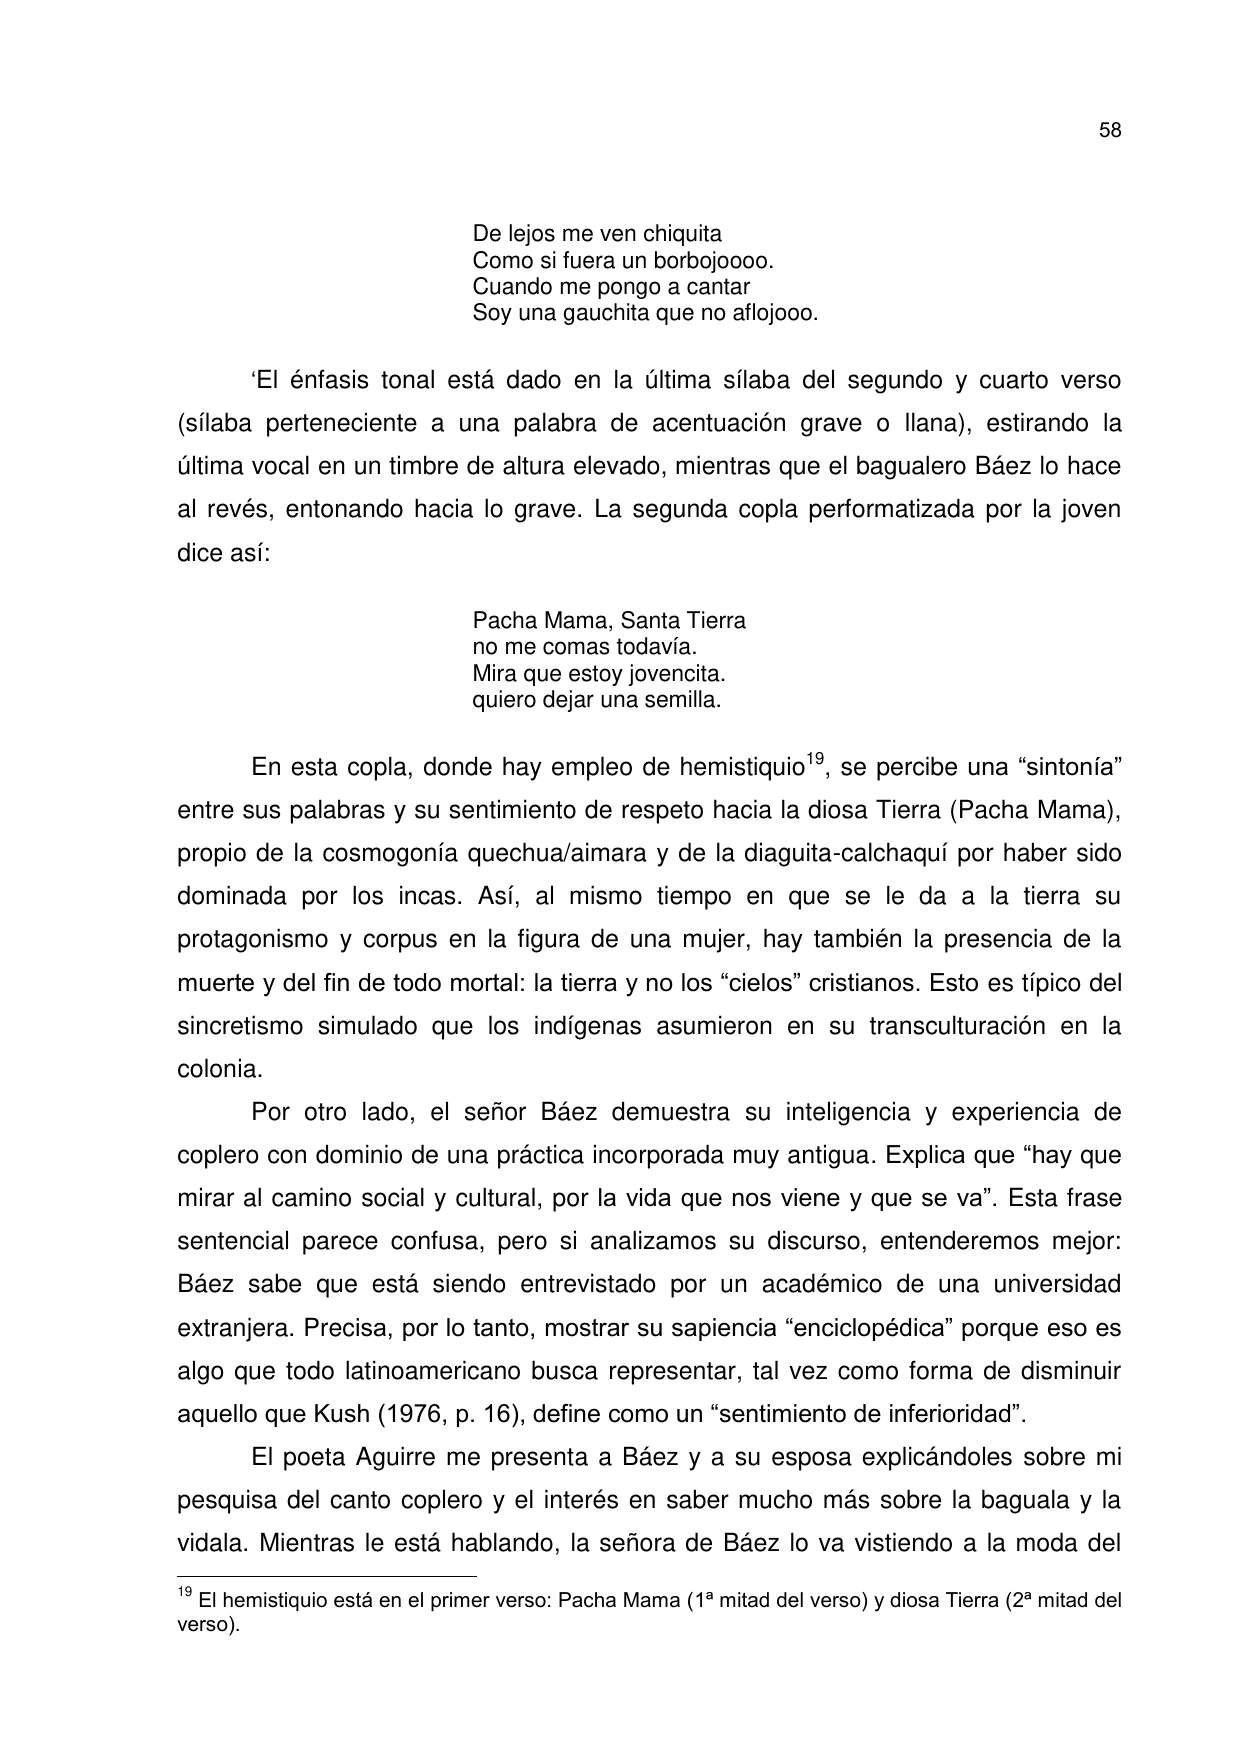 58
De lejos me ven chiquita
Como si fuera un borbojoooo.
Cuando me pongo a cantar
Soy una gauchita que no aflojooo.
‘El énfasis tonal está dado en la última sílaba del segundo y cuarto verso
(sílaba perteneciente a una palabra de acentuación grave o llana), estirando la
última vocal en un timbre de altura elevado, mientras que el bagualero Báez lo hace
al revés, entonando hacia lo grave. La segunda copla performatizada por la joven
dice así:
Pacha Mama, Santa Tierra
no me comas todavía.
Mira que estoy jovencita.
quiero dejar una semilla.
En esta copla, donde hay empleo de hemistiquio19, se percibe una “sintonía”
entre sus palabras y su sentimiento de respeto hacia la diosa Tierra (Pacha Mama),
propio de la cosmogonía quechua/aimara y de la diaguita-calchaquí por haber sido
dominada por los incas. Así, al mismo tiempo en que se le da a la tierra su
protagonismo y corpus en la figura de una mujer, hay también la presencia de la
muerte y del fin de todo mortal: la tierra y no los “cielos” cristianos. Esto es típico del
sincretismo simulado que los indígenas asumieron en su transculturación en la
colonia.
Por otro lado, el señor Báez demuestra su inteligencia y experiencia de
coplero con dominio de una práctica incorporada muy antigua. Explica que “hay que
mirar al camino social y cultural, por la vida que nos viene y que se va”. Esta frase
sentencial parece confusa, pero si analizamos su discurso, entenderemos mejor:
Báez sabe que está siendo entrevistado por un académico de una universidad
extranjera. Precisa, por lo tanto, mostrar su sapiencia “enciclopédica” porque eso es
algo que todo latinoamericano busca representar, tal vez como forma de disminuir
aquello que Kush (1976, p. 16), define como un “sentimiento de inferioridad”.
El poeta Aguirre me presenta a Báez y a su esposa explicándoles sobre mi
pesquisa del canto coplero y el interés en saber mucho más sobre la baguala y la
vidala. Mientras le está hablando, la señora de Báez lo va vistiendo a la moda del
19 El hemistiquio está en el primer verso: Pacha Mama (1ª mitad del verso) y diosa Tierra (2ª mitad del
verso).